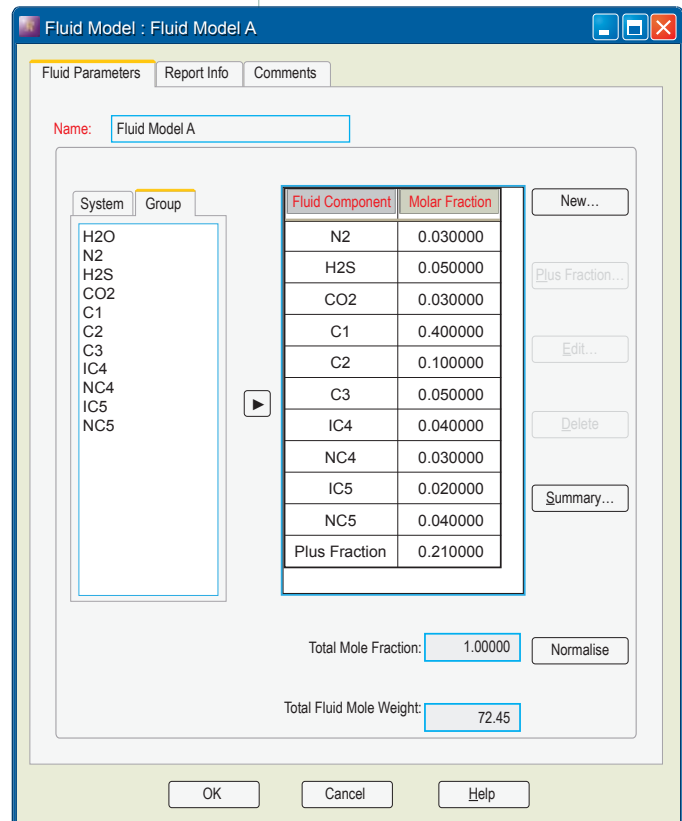 Fluid Model : Fluid Model A
Fluid Parameters Report Info Comments
Name: Fluid Model A
System Group
H2O
N2
H2S
CO2
C1
C2
C3
IC4
NC4
IC5
NC5
►
Fluid Component Molar Fraction
N2 0.030000
H2S 0.050000
CO2 0.030000
C1 0.400000
C2 0.100000
C3 0.050000
IC4 0.040000
NC4 0.030000
IC5 0.020000
NC5 0.040000
Plus Fraction 0.210000
New...
Plus Fraction...
Edit...
Delete
Summary...
Total Mole Fraction: 1.00000 Normalise
Total Fluid Mole Weight: 72.45
OK Cancel Help